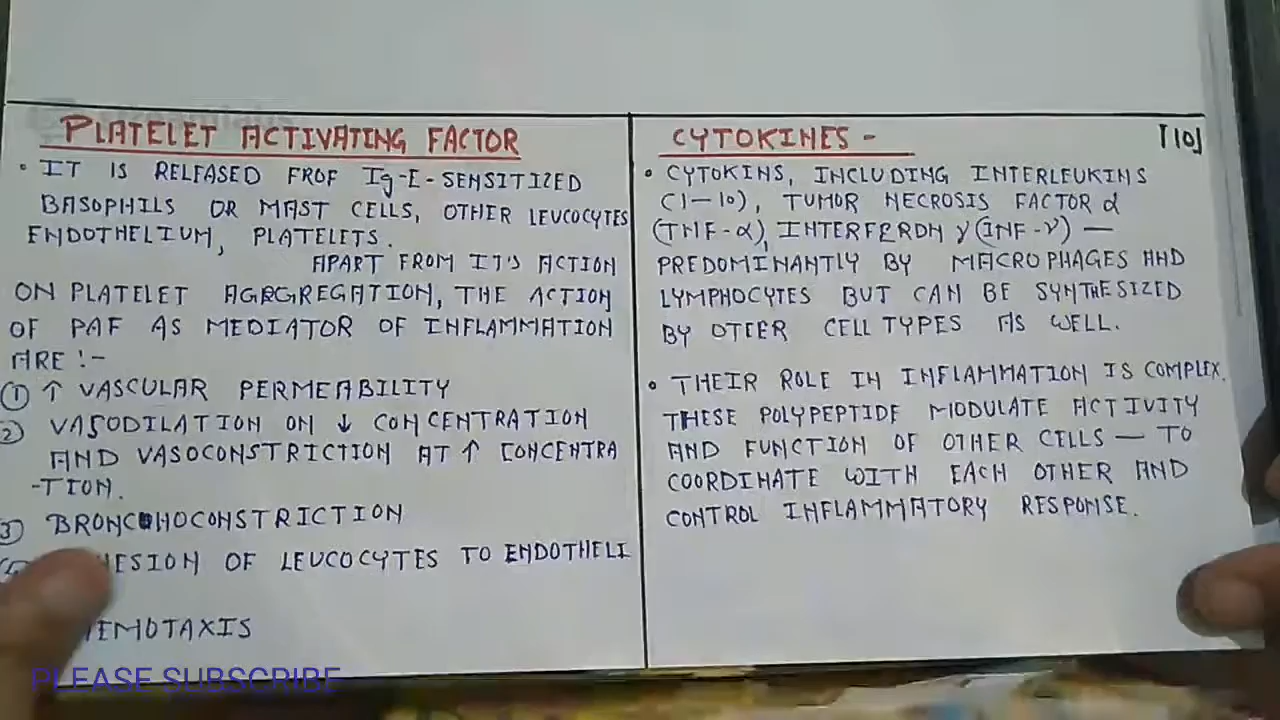 PLATELET ACTIVATING FACTOR
• IT IS RELEASED FROF Ig-E-SENSITIZED
BASOPHILS OR MAST CELLS, OTHER LEUCOCYTES
ENDOTHELIUM, PLATELETS.
APART FROM IT'S ACTION
ON PLATELET AGRGREGATION, THE ACTION
OF PAF AS MEDIATOR OF INFLAMMATION
ARE :-
① ↑ VASCULAR PERMEABILITY
② VASODILATION ON ↓ CONCENTRATION
AND VASOCONSTRICTION AT ↑ CONCENTRA
-TION.
③ BRONCHOCONSTRICTION
HESION OF LEUCOCYTES TO ENDOTHELI
EMOTAXIS
CYTOKINES - [10]
• CYTOKINS, INCLUDING INTERLEUKINS
(1-10), TUMOR NECROSIS FACTOR α
(TNF-α), INTERFERON γ (INF-γ) —
PREDOMINANTLY BY MACROPHAGES AND
LYMPHOCYTES BUT CAN BE SYNTHESIZED
BY OTEER CELL TYPES AS WELL.
• THEIR ROLE IN INFLAMMATION IS COMPLEX.
THESE POLYPEPTIDE MODULATE ACTIVITY
AND FUNCTION OF OTHER CELLS — TO
COORDINATE WITH EACH OTHER AND
CONTROL INFLAMMATORY RESPONSE.
PLEASE SUBSCRIBE